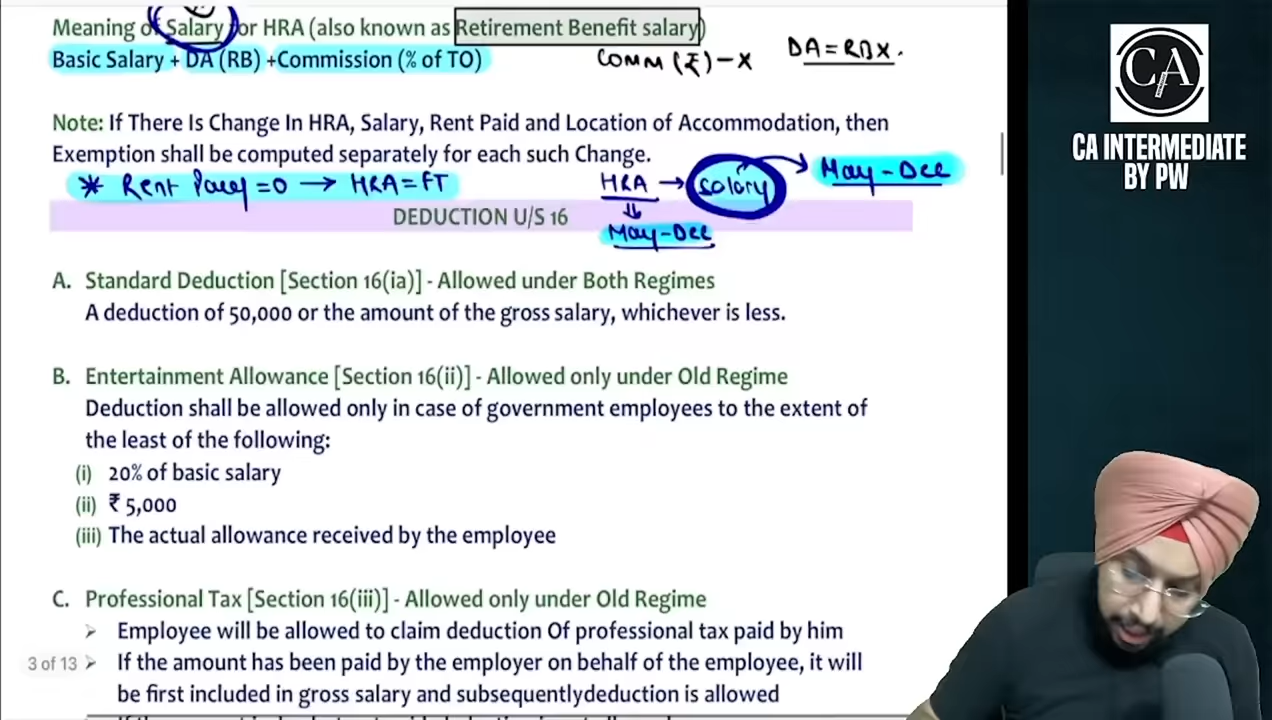 Meaning of Salary for HRA (also known as Retirement Benefit salary)
Basic Salary + DA (RB) +Commission (% of TO)
COMM (₹) - X
DA = RBX.
Note: If There Is Change In HRA, Salary, Rent Paid and Location of Accommodation, then
Exemption shall be computed separately for each such Change.
* Rent =0 → HRA = FT
HRA → Salary → May-Dec
May-Dec
DEDUCTION U/S 16
A. Standard Deduction [Section 16(ia)] - Allowed under Both Regimes
A deduction of 50,000 or the amount of the gross salary, whichever is less.
B. Entertainment Allowance [Section 16(ii)] - Allowed only under Old Regime
Deduction shall be allowed only in case of government employees to the extent of
the least of the following:
(i) 20% of basic salary
(ii) ₹ 5,000
(iii) The actual allowance received by the employee
C. Professional Tax [Section 16(iii)] - Allowed only under Old Regime
➢ Employee will be allowed to claim deduction Of professional tax paid by him
3 of 13
➢ If the amount has been paid by the employer on behalf of the employee, it will
be first included in gross salary and subsequentlydeduction is allowed
CA
CA INTERMEDIATE
BY PW